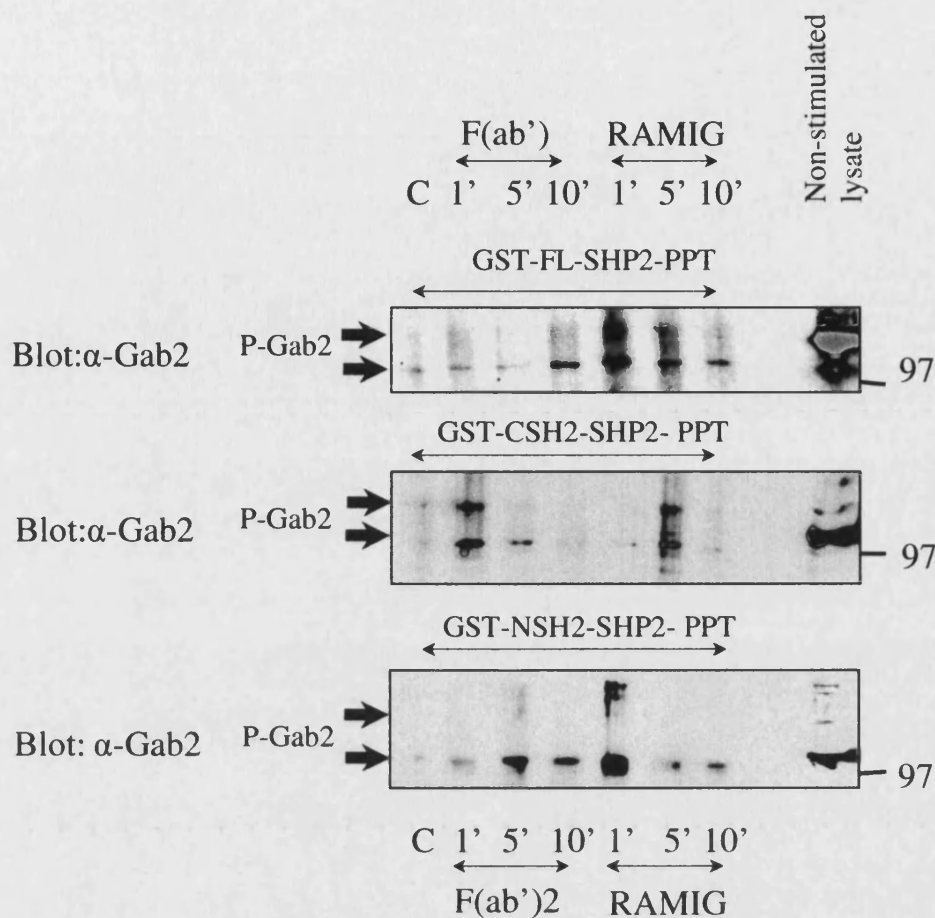 Non-stimulated
lysate
F(ab') RAMIG
C 1' 5' 10' 1' 5' 10'
GST-FL-SHP2-PPT
Blot:α-Gab2 P-Gab2 97
GST-CSH2-SHP2- PPT
Blot:α-Gab2 P-Gab2 97
GST-NSH2-SHP2- PPT
Blot: α-Gab2 P-Gab2 97
C 1' 5' 10' 1' 5' 10'
F(ab')2 RAMIG